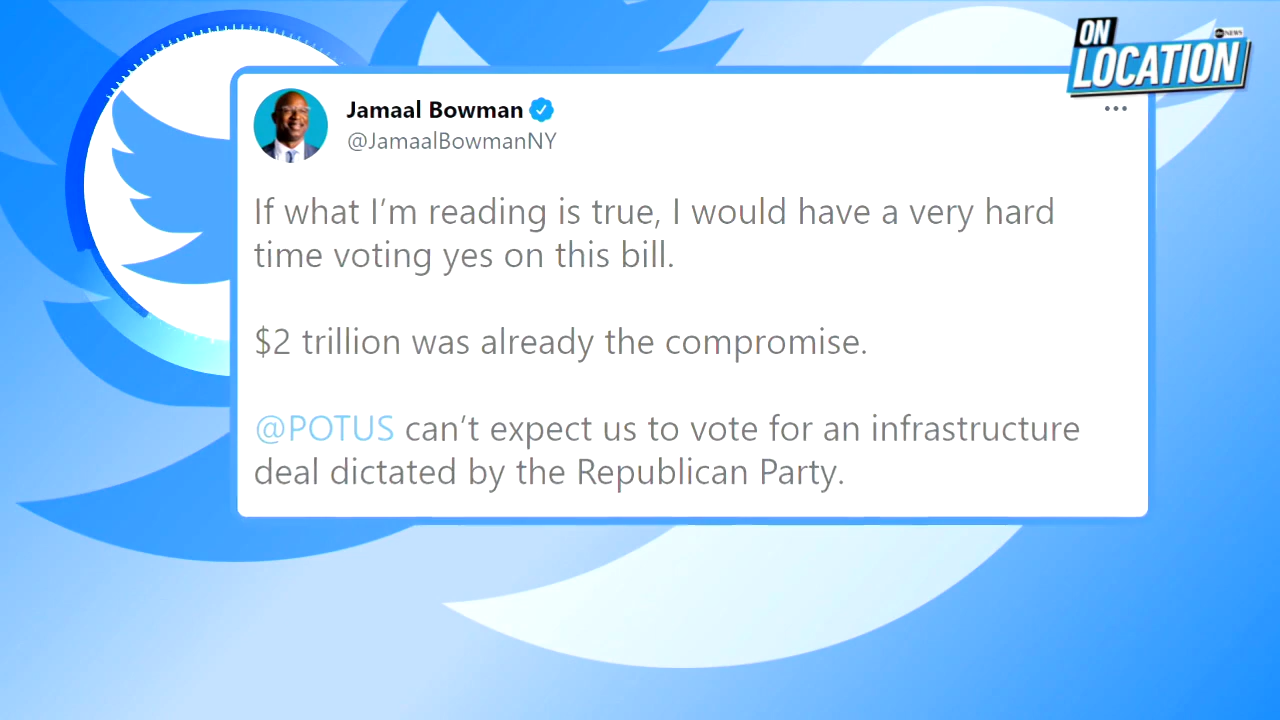 ON
abc NEWS
LOCATION
Jamaal Bowman
@JamaalBowmanNY
If what I’m reading is true, I would have a very hard
time voting yes on this bill.
$2 trillion was already the compromise.
@POTUS can’t expect us to vote for an infrastructure
deal dictated by the Republican Party.